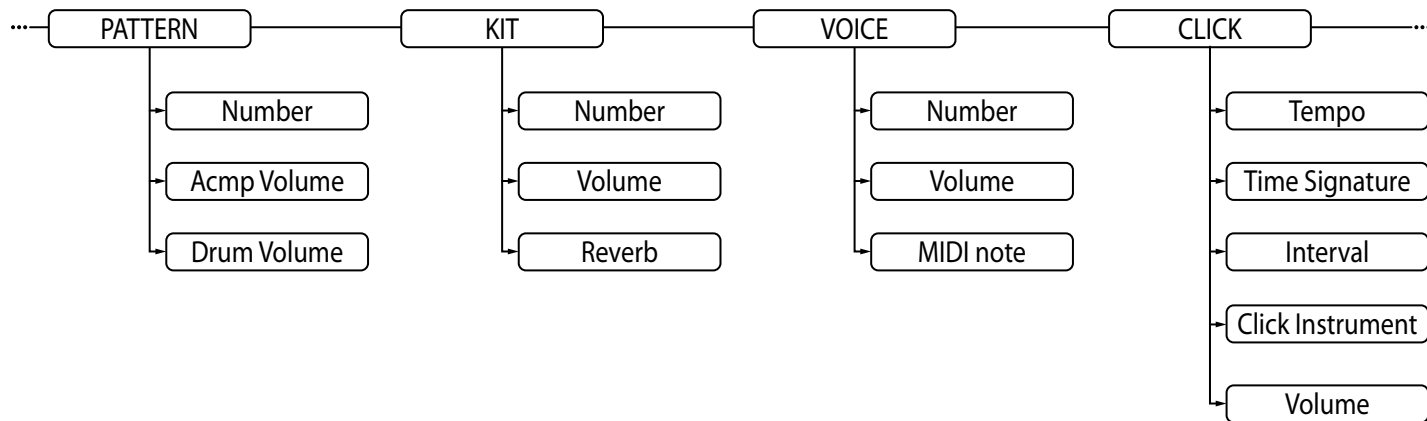 ... PATTERN KIT VOICE CLICK ...
Number Number Number Tempo
Acmp Volume Volume Volume Time Signature
Drum Volume Reverb MIDI note Interval
Click Instrument
Volume